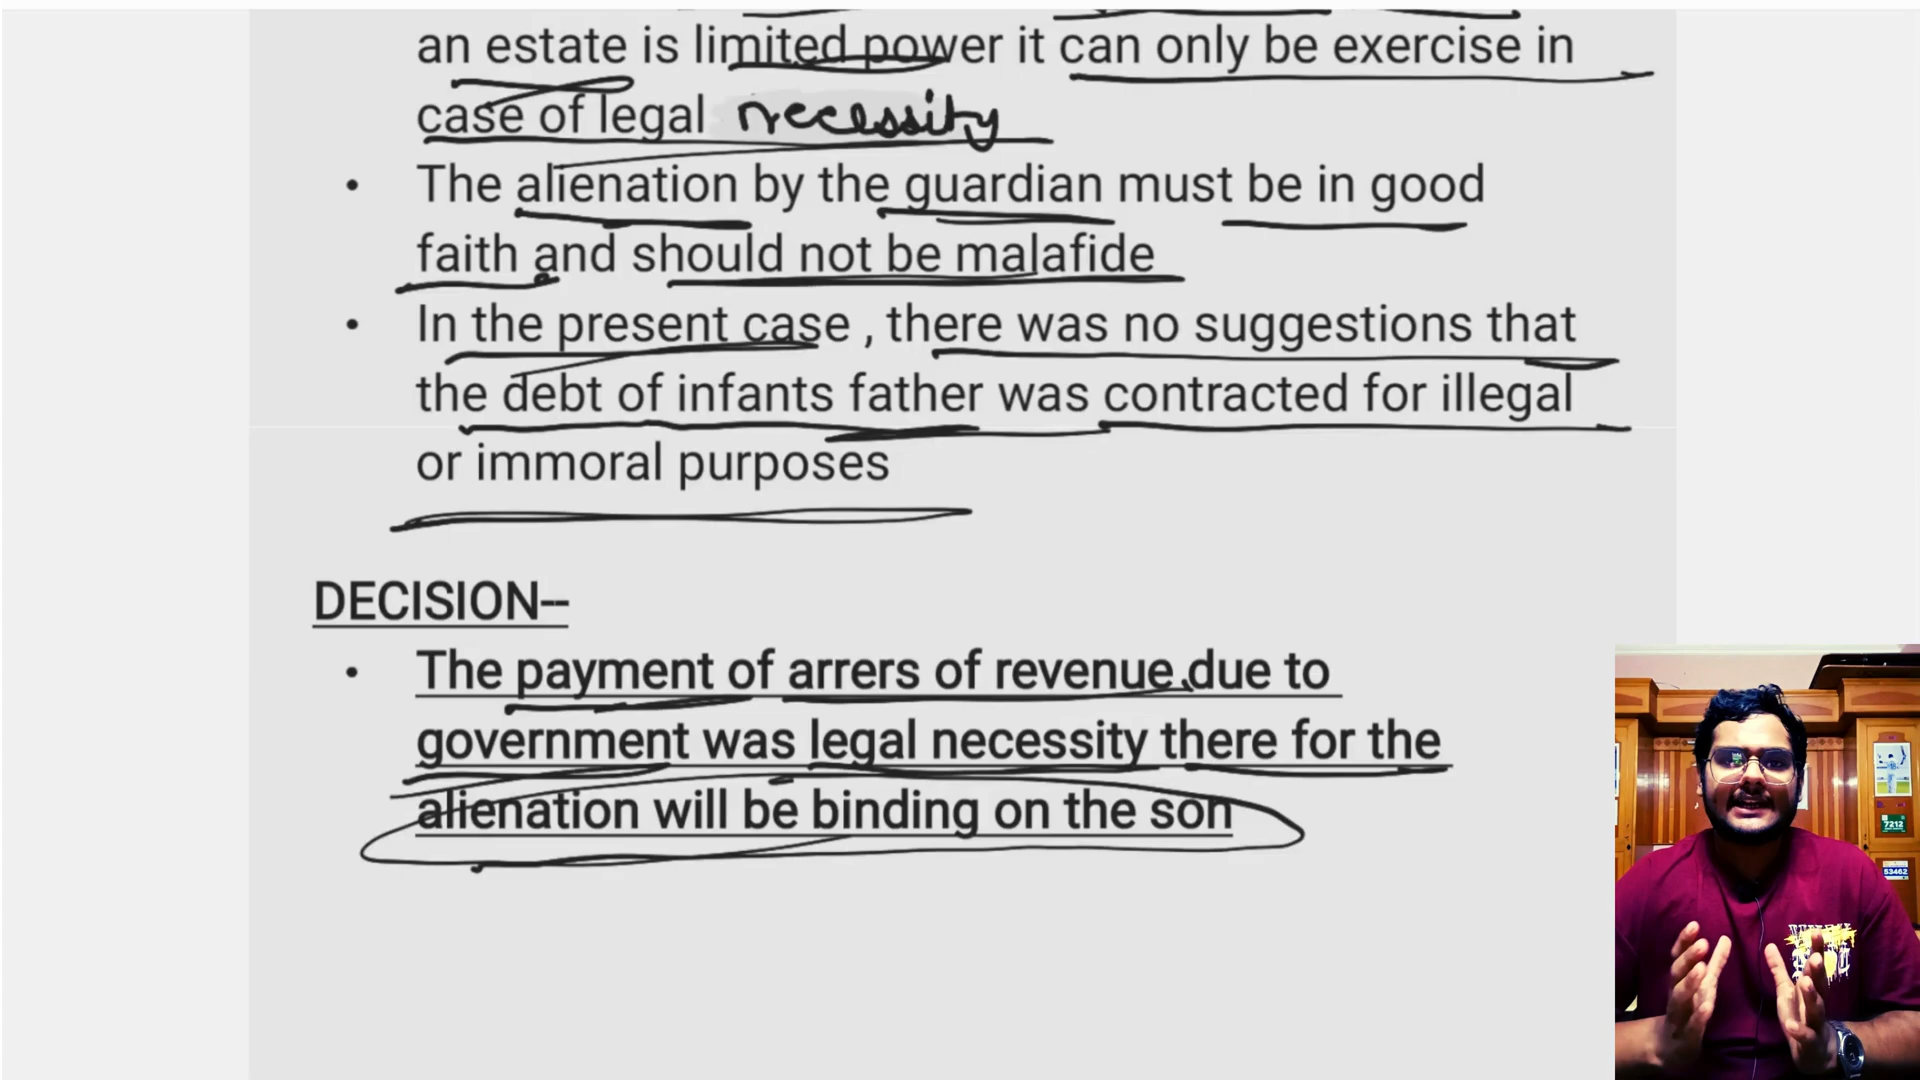 an estate is limited power it can only be exercise in
case of legal necessity
• The alienation by the guardian must be in good
faith and should not be malafide
• In the present case , there was no suggestions that
the debt of infants father was contracted for illegal
or immoral purposes
DECISION--
• The payment of arrers of revenue due to
government was legal necessity there for the
alienation will be binding on the son
7212
53462